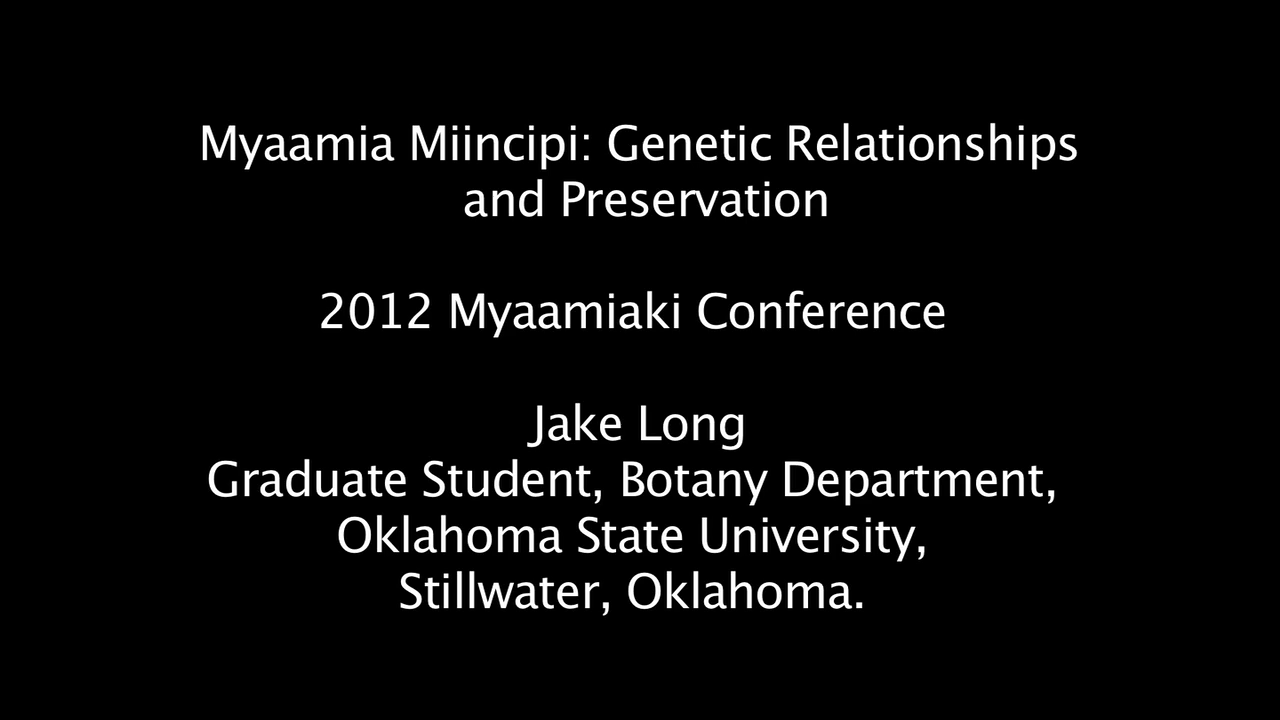 Myaamia Miincipi: Genetic Relationships
and Preservation
2012 Myaamiaki Conference
Jake Long
Graduate Student, Botany Department,
Oklahoma State University,
Stillwater, Oklahoma.